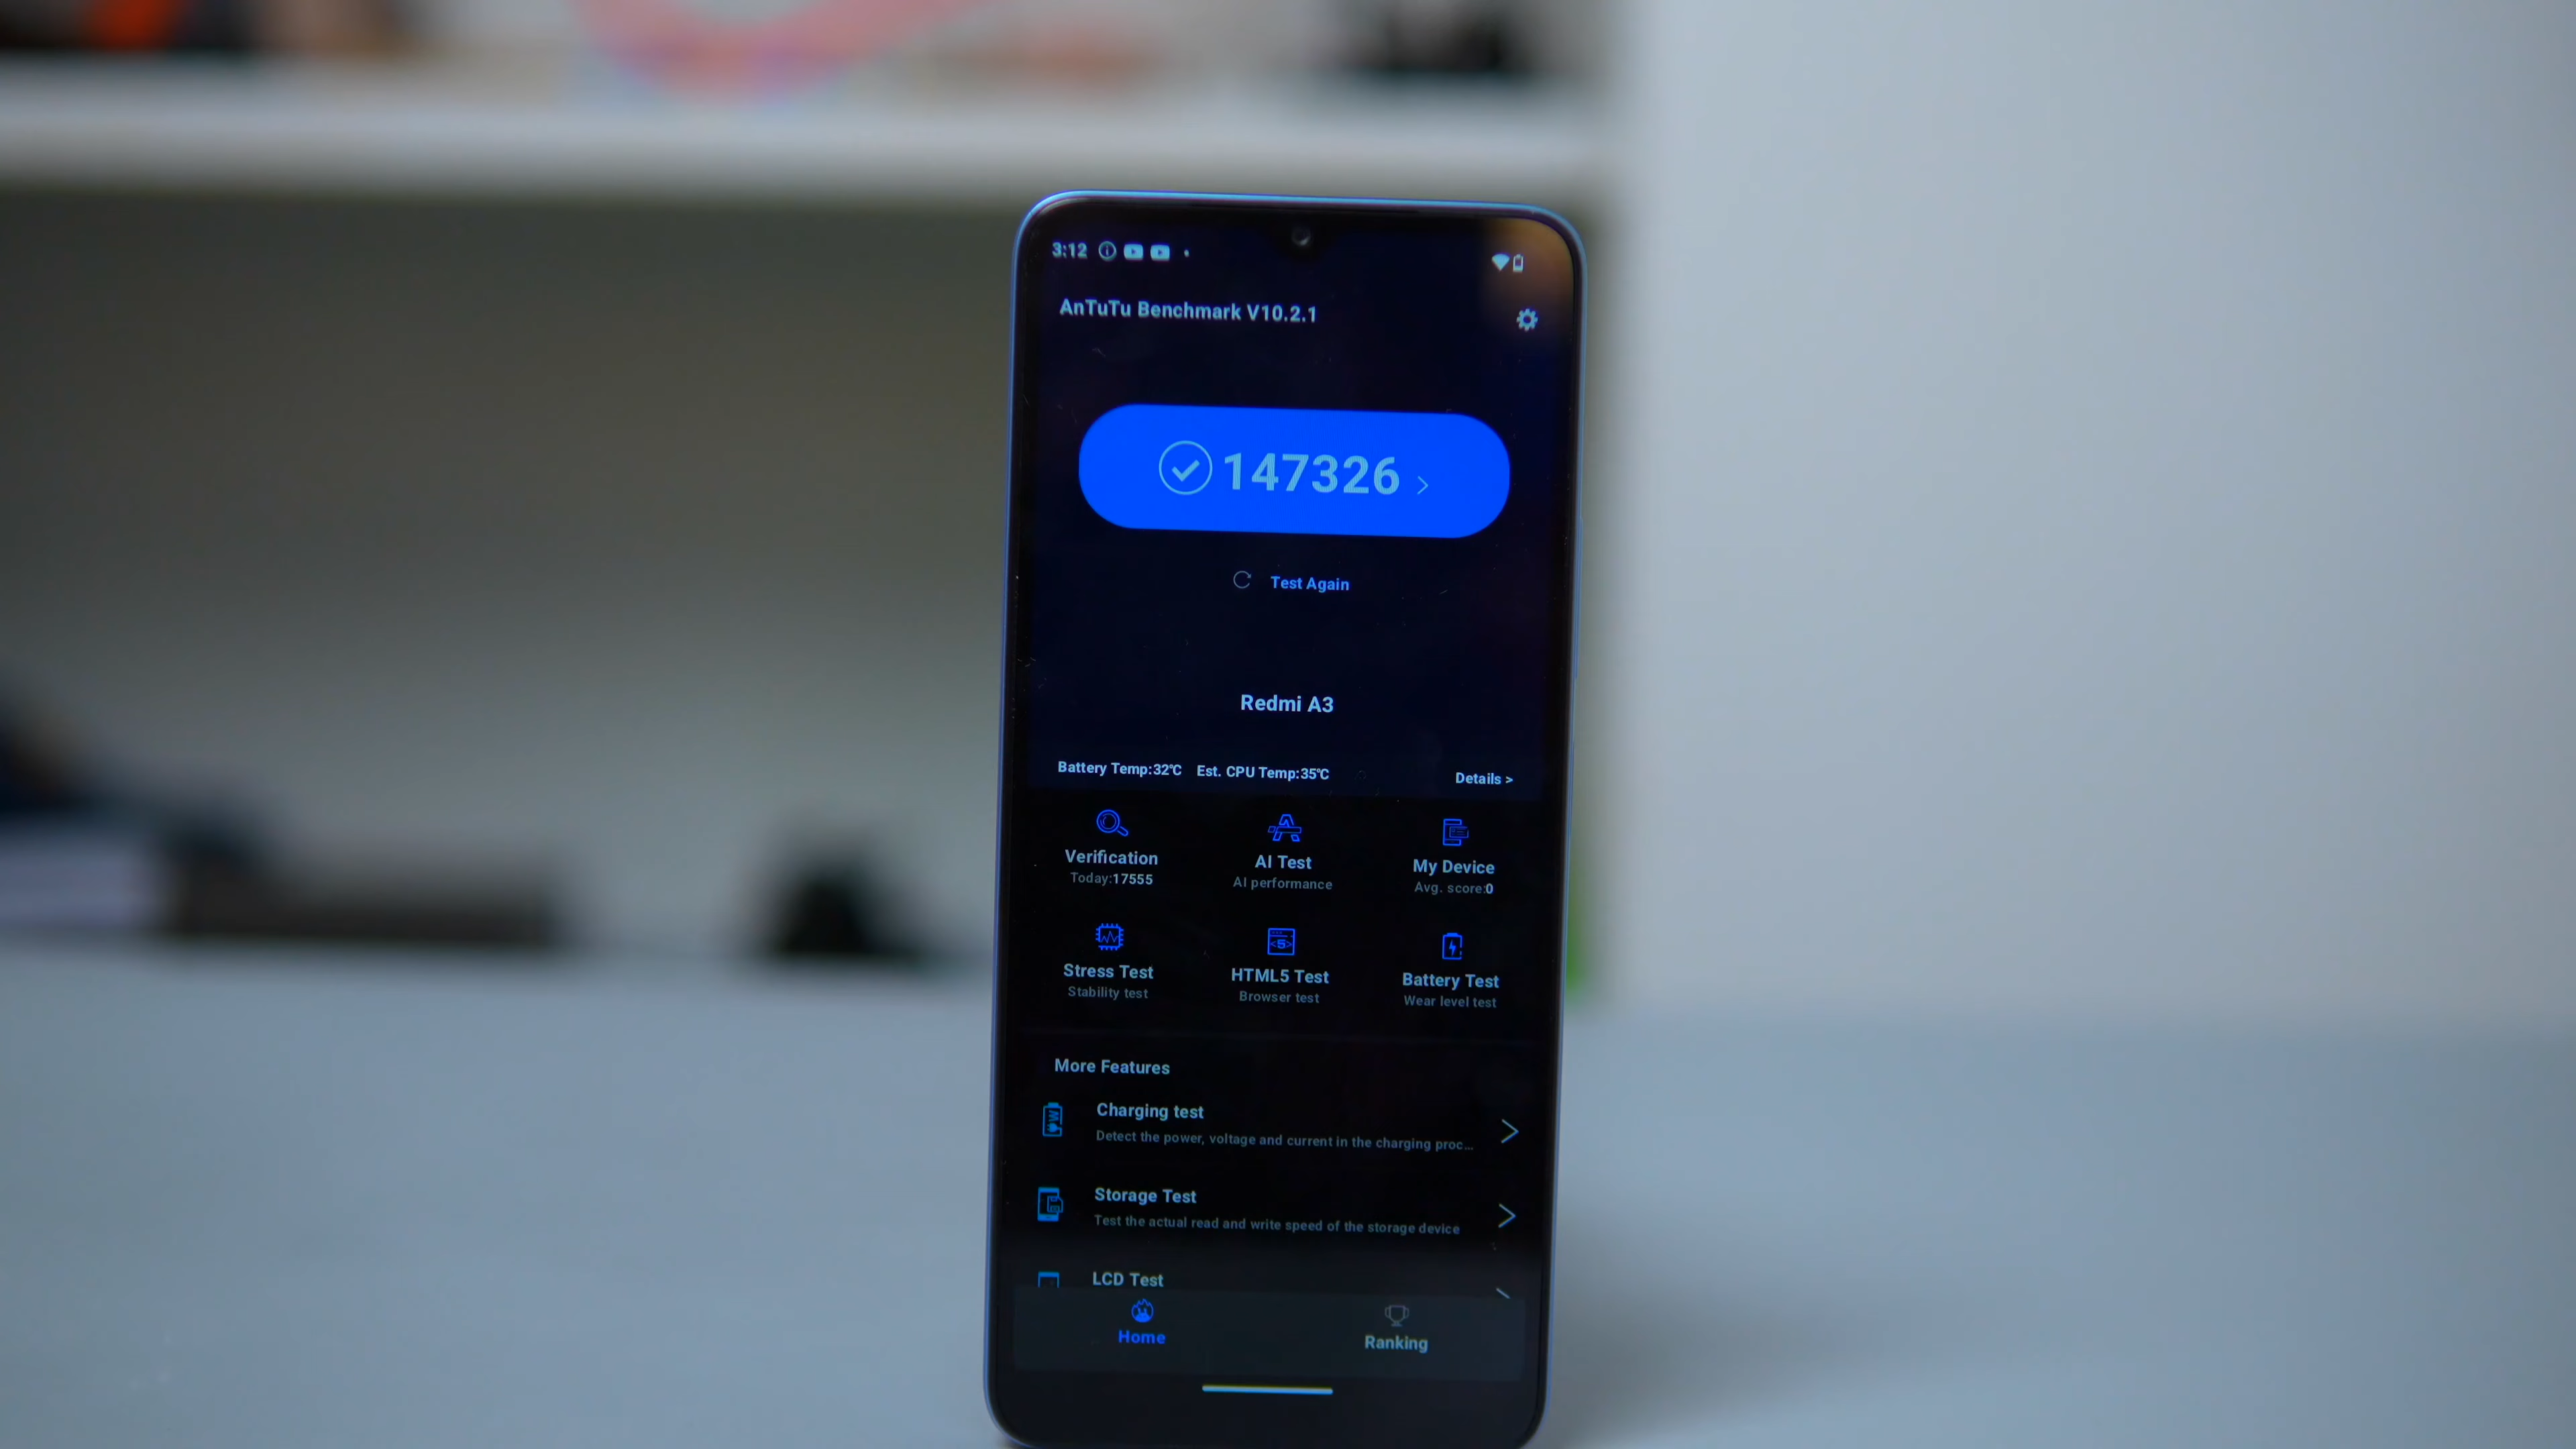 3:12
AnTuTu Benchmark V10.2.1
147326 >
Test Again
Redmi A3
Battery Temp:32℃ Est. CPU Temp:35℃ Details >
Verification AI Test My Device
Today:17555 AI performance Avg. score:0
Stress Test HTML5 Test Battery Test
Stability test Browser test Wear level test
More Features
Charging test
Detect the power, voltage and current in the charging proc...
Storage Test
Test the actual read and write speed of the storage device
LCD Test
Home Ranking